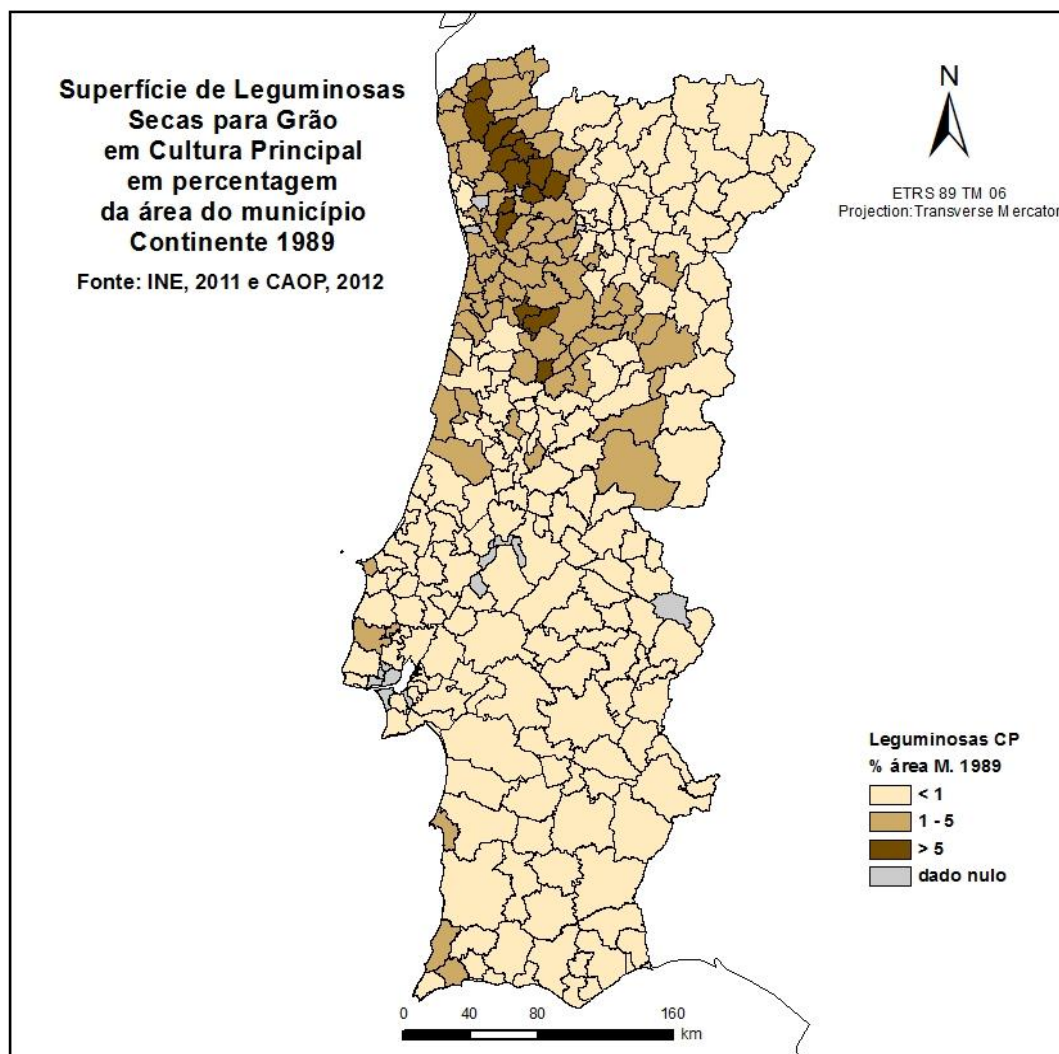 Superfície de Leguminosas
Secas para Grão
em Cultura Principal
em percentagem
da área do município
Continente 1989
Fonte: INE, 2011 e CAOP, 2012
N
ETRS 89 TM 06
Projection: Transverse Mercator
Leguminosas CP
% área M. 1989
< 1
1 - 5
> 5
dado nulo
0 40 80 160
km